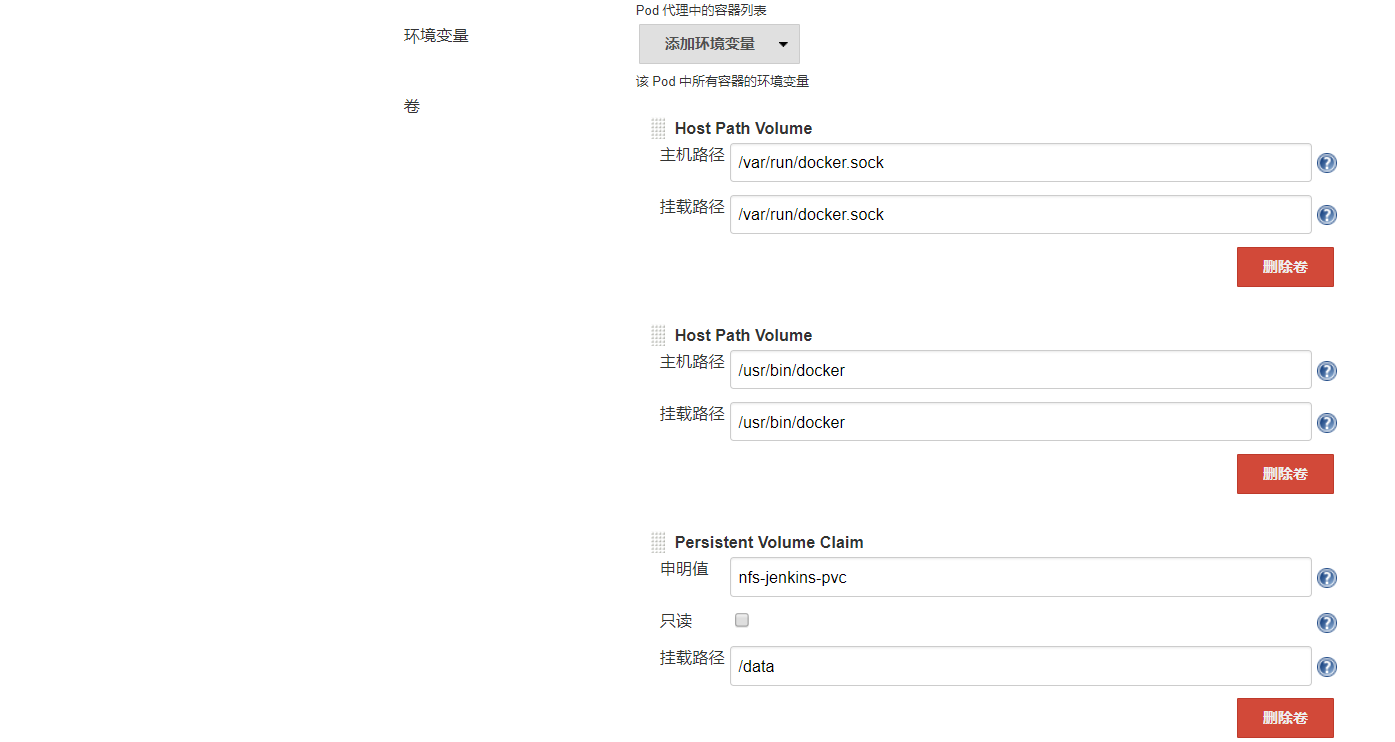 Pod 代理中的容器列表
环境变量
添加环境变量
该 Pod 中所有容器的环境变量
卷
Host Path Volume
主机路径 /var/run/docker.sock
挂载路径 /var/run/docker.sock
删除卷
Host Path Volume
主机路径 /usr/bin/docker
挂载路径 /usr/bin/docker
删除卷
Persistent Volume Claim
申明值 nfs-jenkins-pvc
只读
挂载路径 /data
删除卷